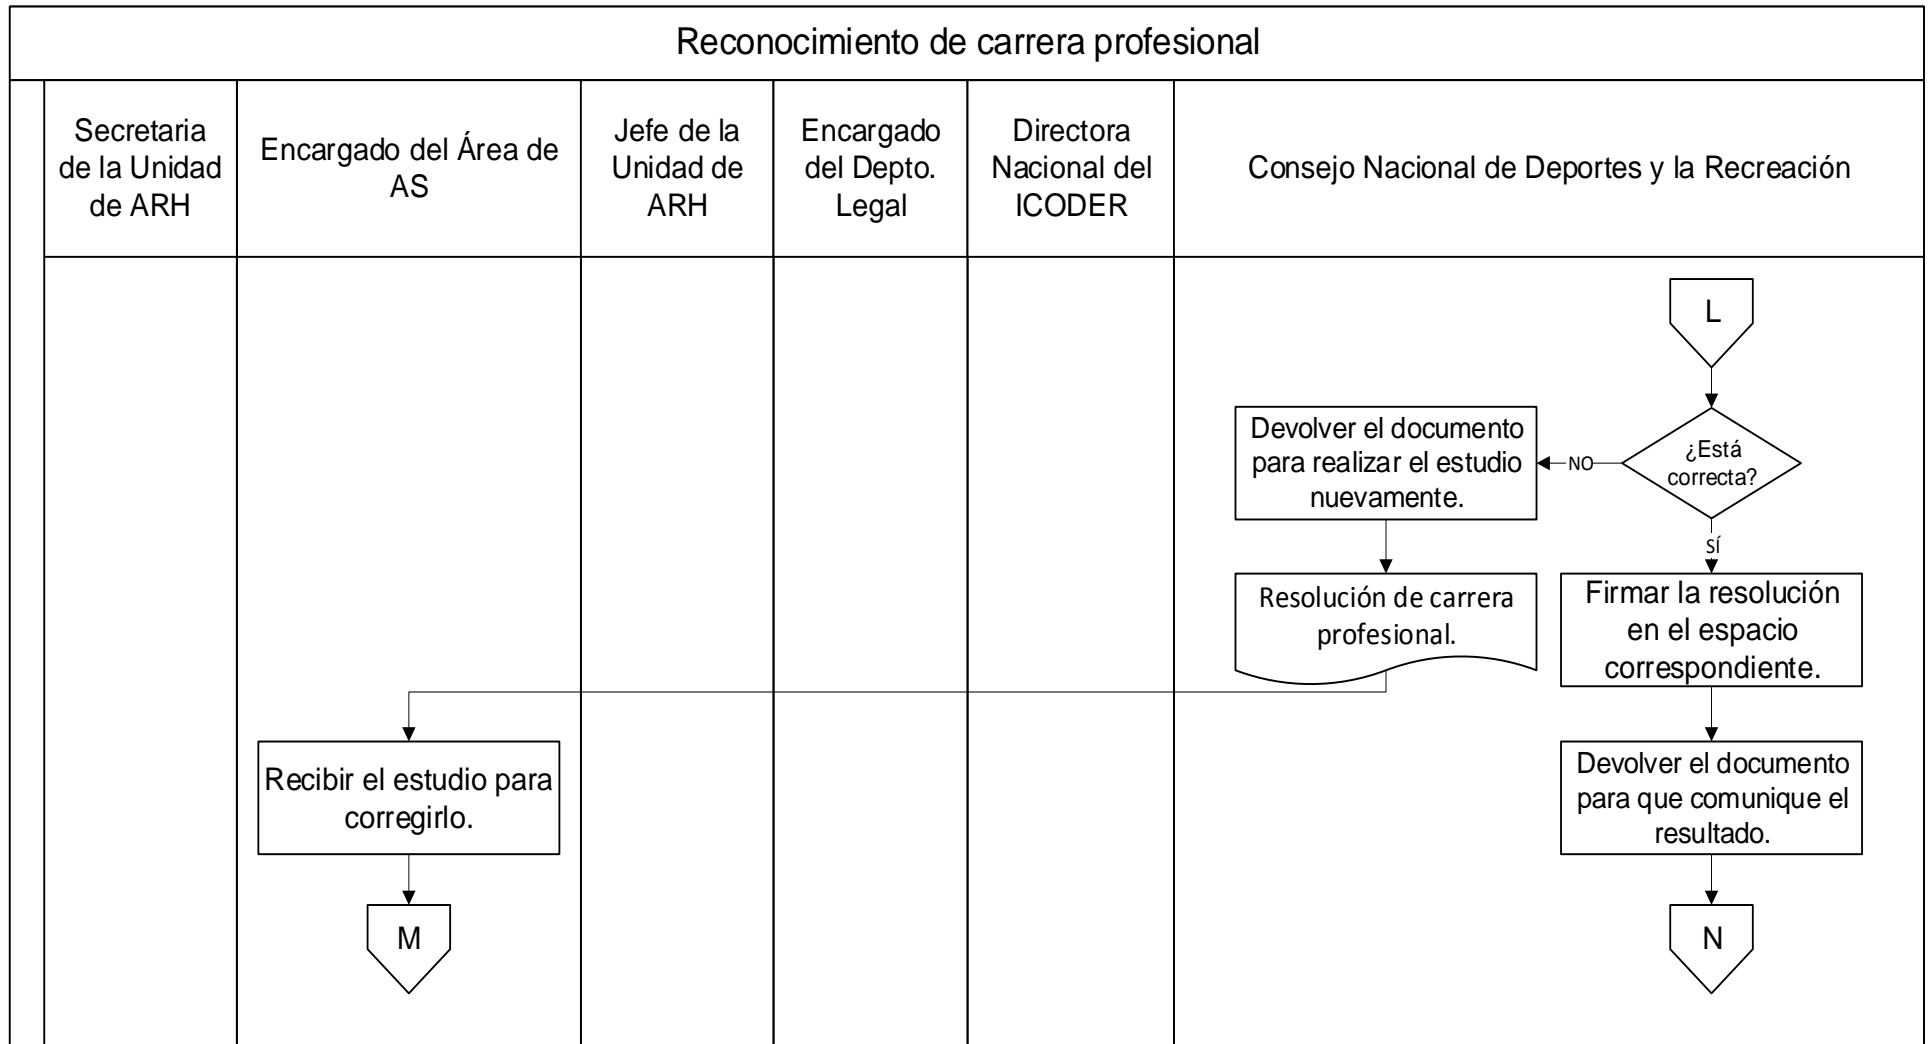 Reconocimiento de carrera profesional
Secretaria
de la Unidad
de ARH
Encargado del Área de
AS
Jefe de la
Unidad de
ARH
Encargado
del Depto.
Legal
Directora
Nacional del
ICODER
Consejo Nacional de Deportes y la Recreación
L
¿Está
correcta?
NO
Devolver el documento
para realizar el estudio
nuevamente.
SÍ
Resolución de carrera
profesional.
Firmar la resolución
en el espacio
correspondiente.
Recibir el estudio para
corregirlo.
Devolver el documento
para que comunique el
resultado.
M
N